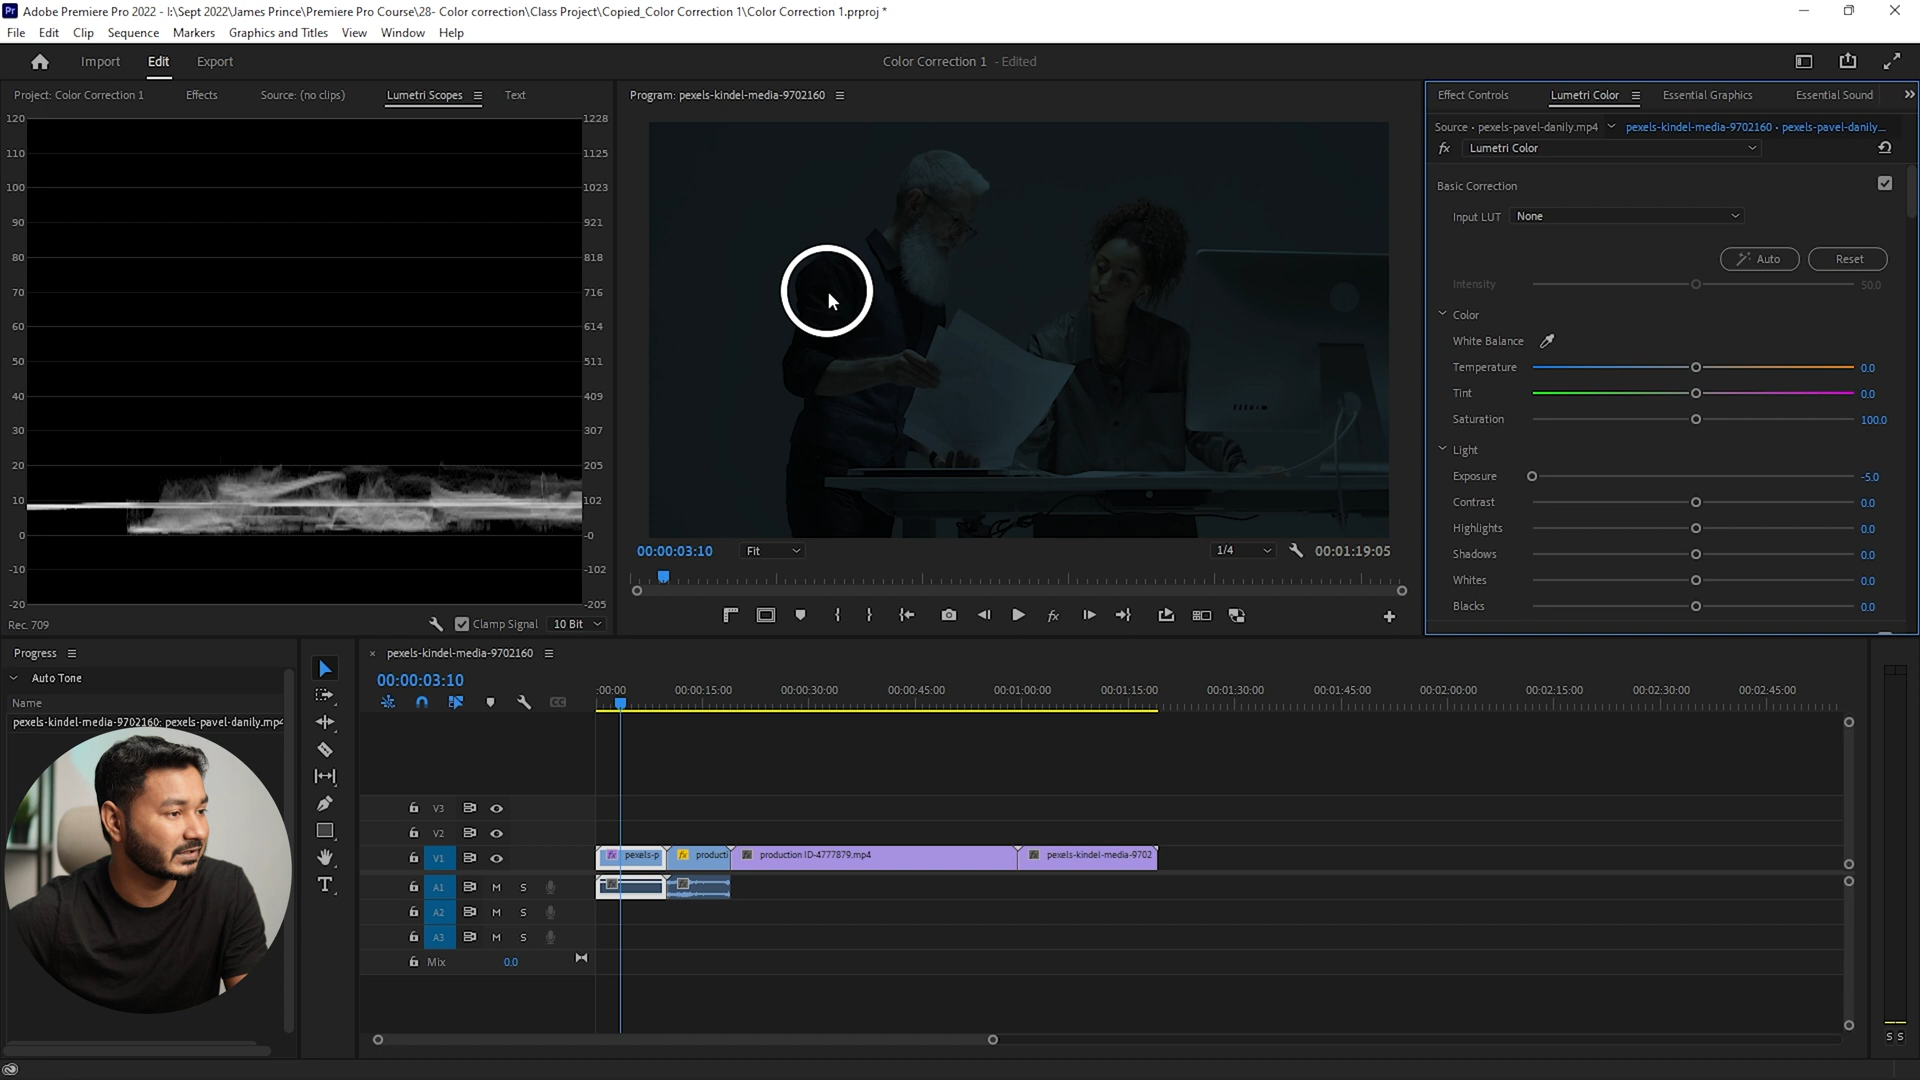 Pr Adobe Premiere Pro 2022 - I:\Sept 2022\James Prince\Premiere Pro Course\28- Color correction\Class Project\Copied_Color Correction 1\Color Correction 1.prproj *
File Edit Clip Sequence Markers Graphics and Titles View Window Help
Import Edit Export
Color Correction 1 - Edited
Project: Color Correction 1 Effects Source: (no clips) Lumetri Scopes Text
120 1228
110 1125
100 1023
90 921
80 818
70 716
60 614
50 511
40 409
30 307
20 205
10 102
0 -0
-10 -102
-20 -205
Rec. 709
Clamp Signal 10 Bit
Program: pexels-kindel-media-9702160
00:00:03:10 Fit 1/4 00:01:19:05
fx
Effect Controls Lumetri Color Essential Graphics Essential Sound
Source • pexels-pavel-danily.mp4 pexels-kindel-media-9702160 • pexels-pavel-danily...
fx Lumetri Color
Basic Correction
Input LUT None
Auto Reset
Intensity 50.0
Color
White Balance
Temperature 0.0
Tint 0.0
Saturation 100.0
Light
Exposure -5.0
Contrast 0.0
Highlights 0.0
Shadows 0.0
Whites 0.0
Blacks 0.0
Progress
Auto Tone
Name
pexels-kindel-media-9702160: pexels-pavel-danily.mp4
T
× pexels-kindel-media-9702160
00:00:03:10
CC
:00:00 00:00:15:00 00:00:30:00 00:00:45:00 00:01:00:00 00:01:15:00 00:01:30:00 00:01:45:00 00:02:00:00 00:02:15:00 00:02:30:00 00:02:45:00
V3
V2
V1 fx pexels-p fx producti fx production ID-4777879.mp4 fx pexels-kindel-media-9702
A1 M S
A2 M S
A3 M S
Mix 0.0
S S